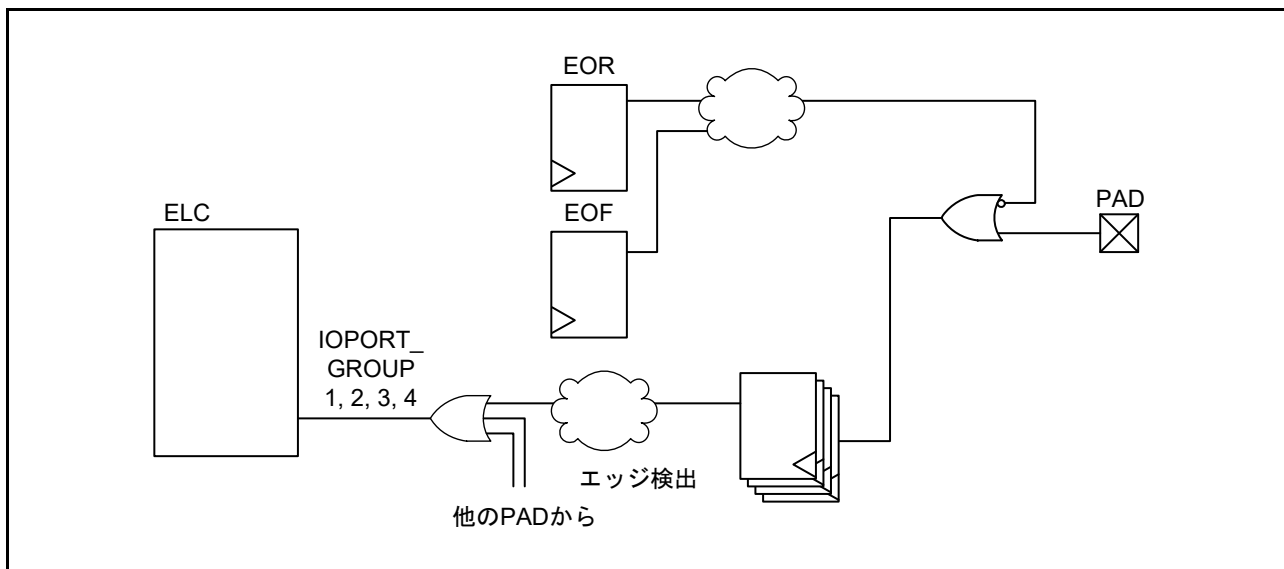 EOR
PAD
ELC
EOF
IOPORT_
GROUP
1, 2, 3, 4
エッジ検出
他のPADから